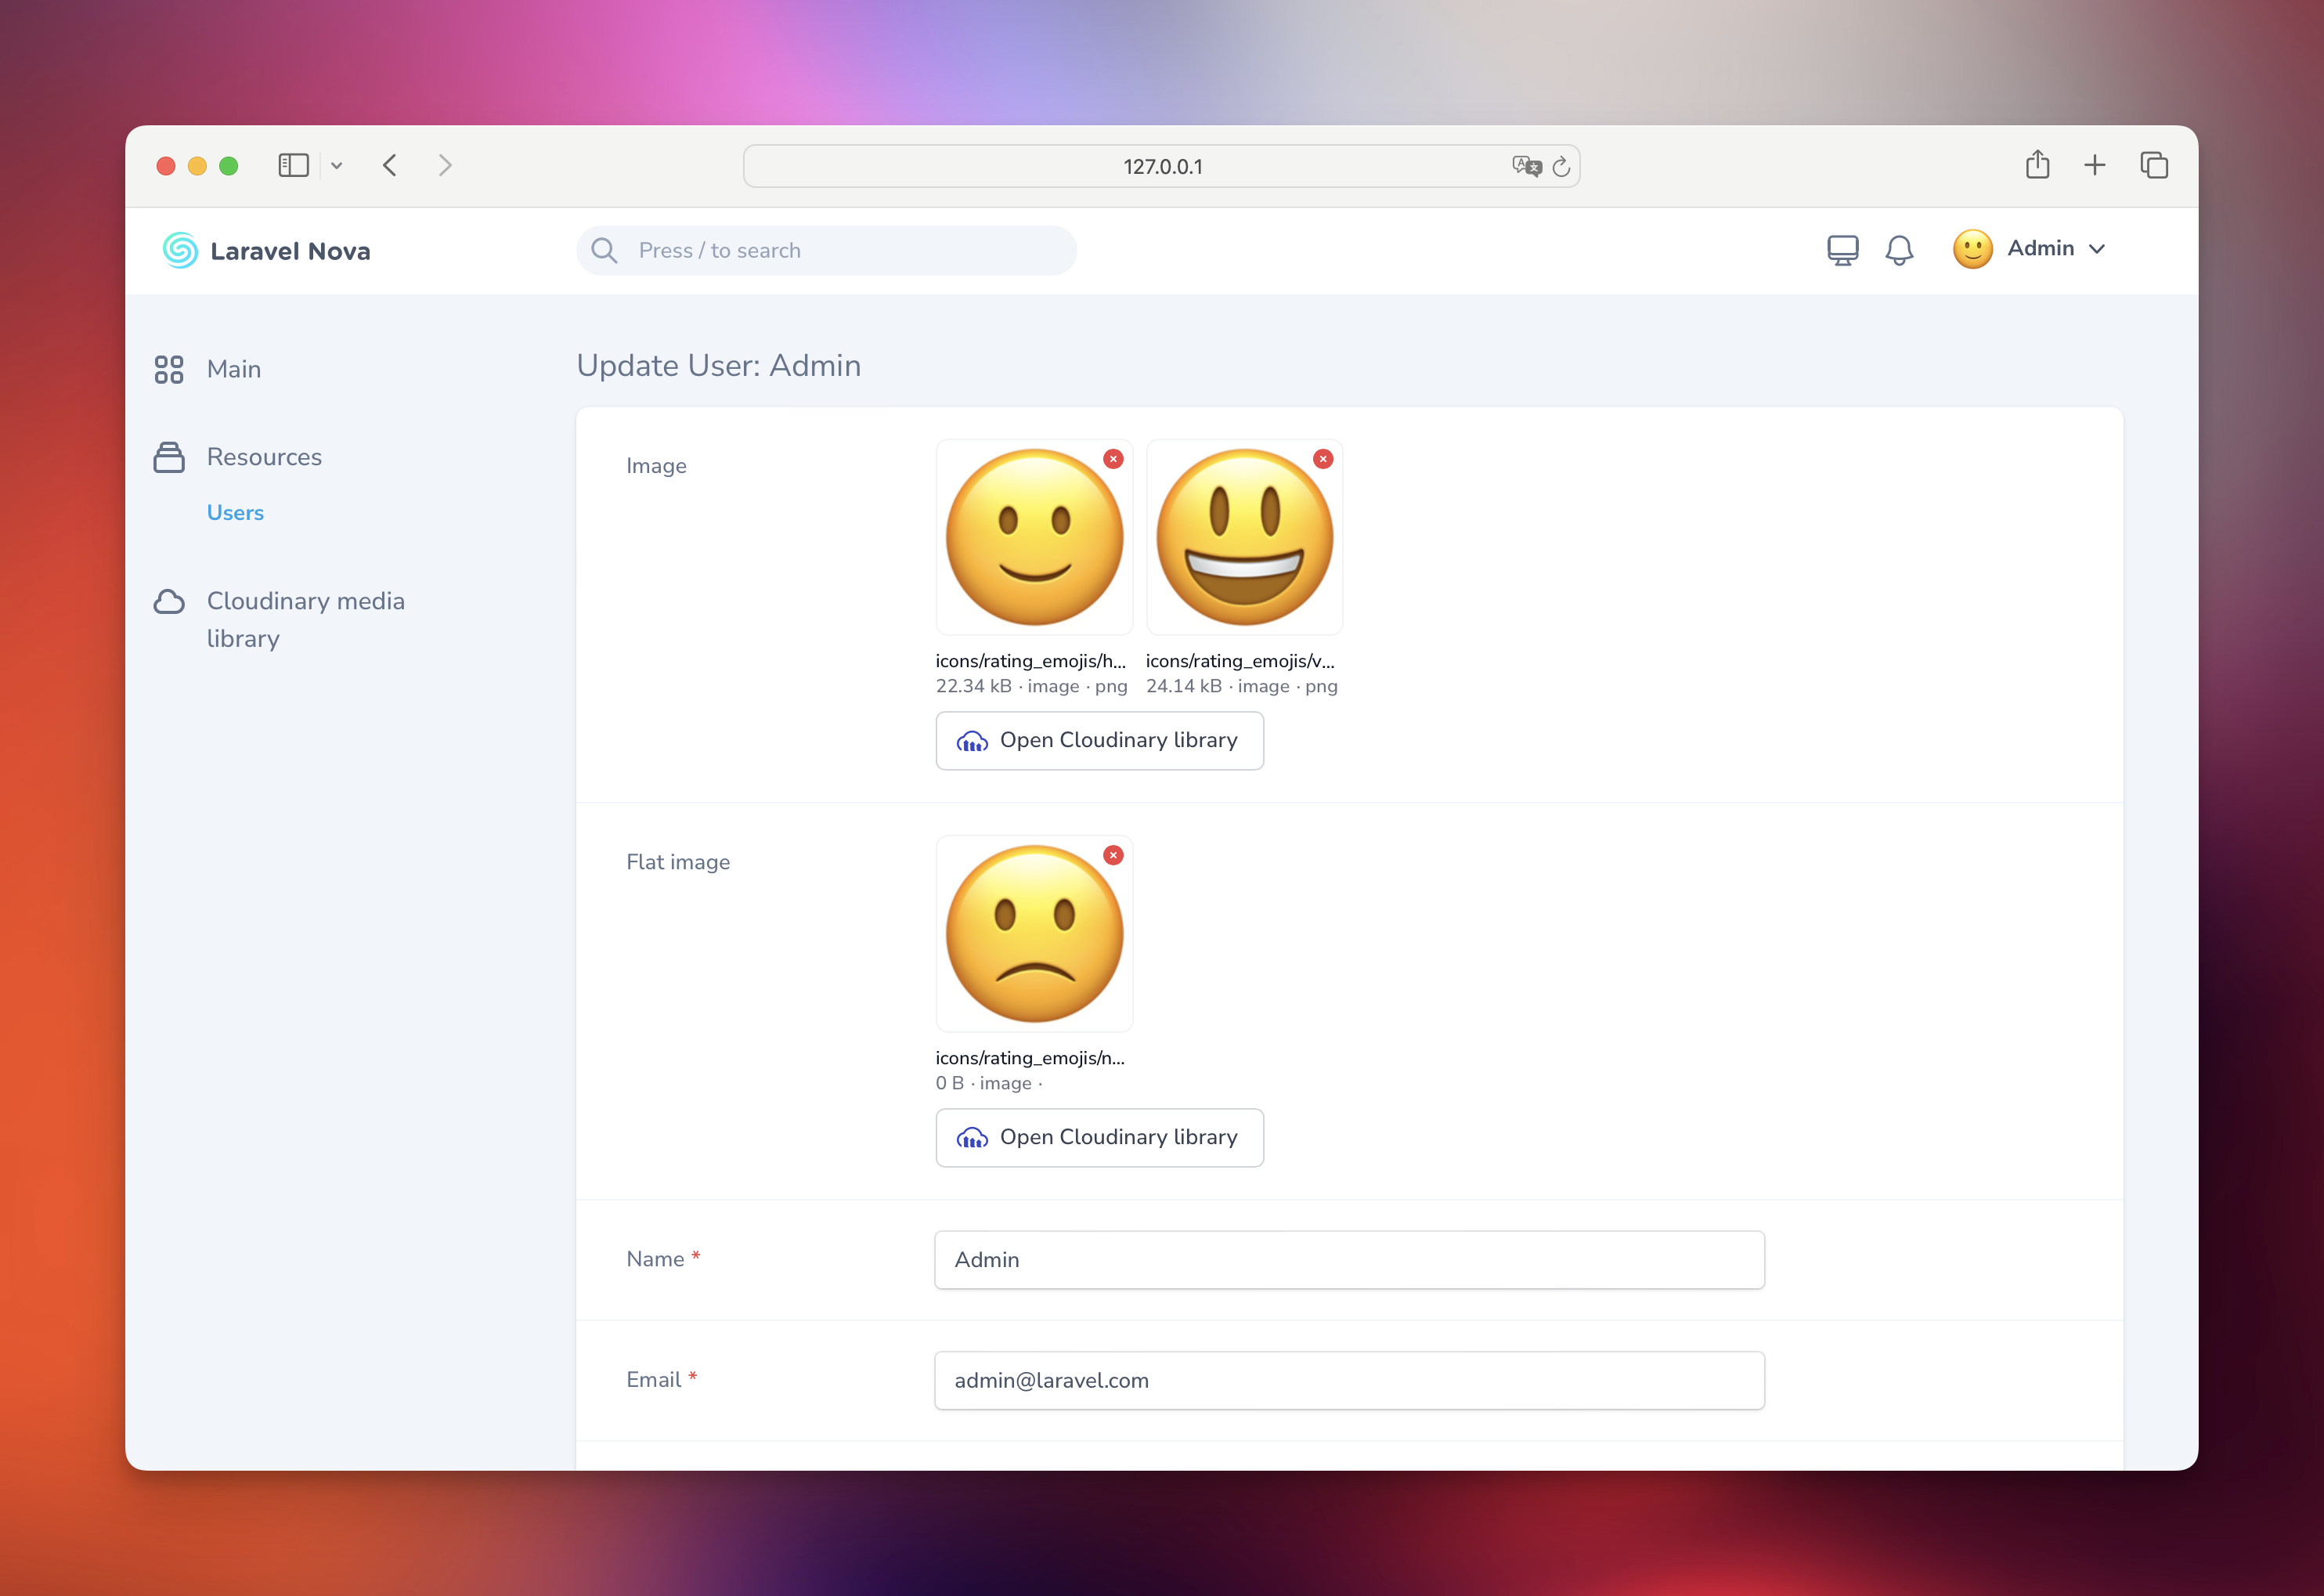 127.0.0.1
Laravel Nova
Press / to search
Admin
Main
Resources
Users
Cloudinary media
library
Update User: Admin
Image
icons/rating_emojis/h...
22.34 kB · image · png
icons/rating_emojis/v...
24.14 kB · image · png
Open Cloudinary library
Flat image
icons/rating_emojis/n...
0 B · image ·
Open Cloudinary library
Name *
Admin
Email *
admin@laravel.com